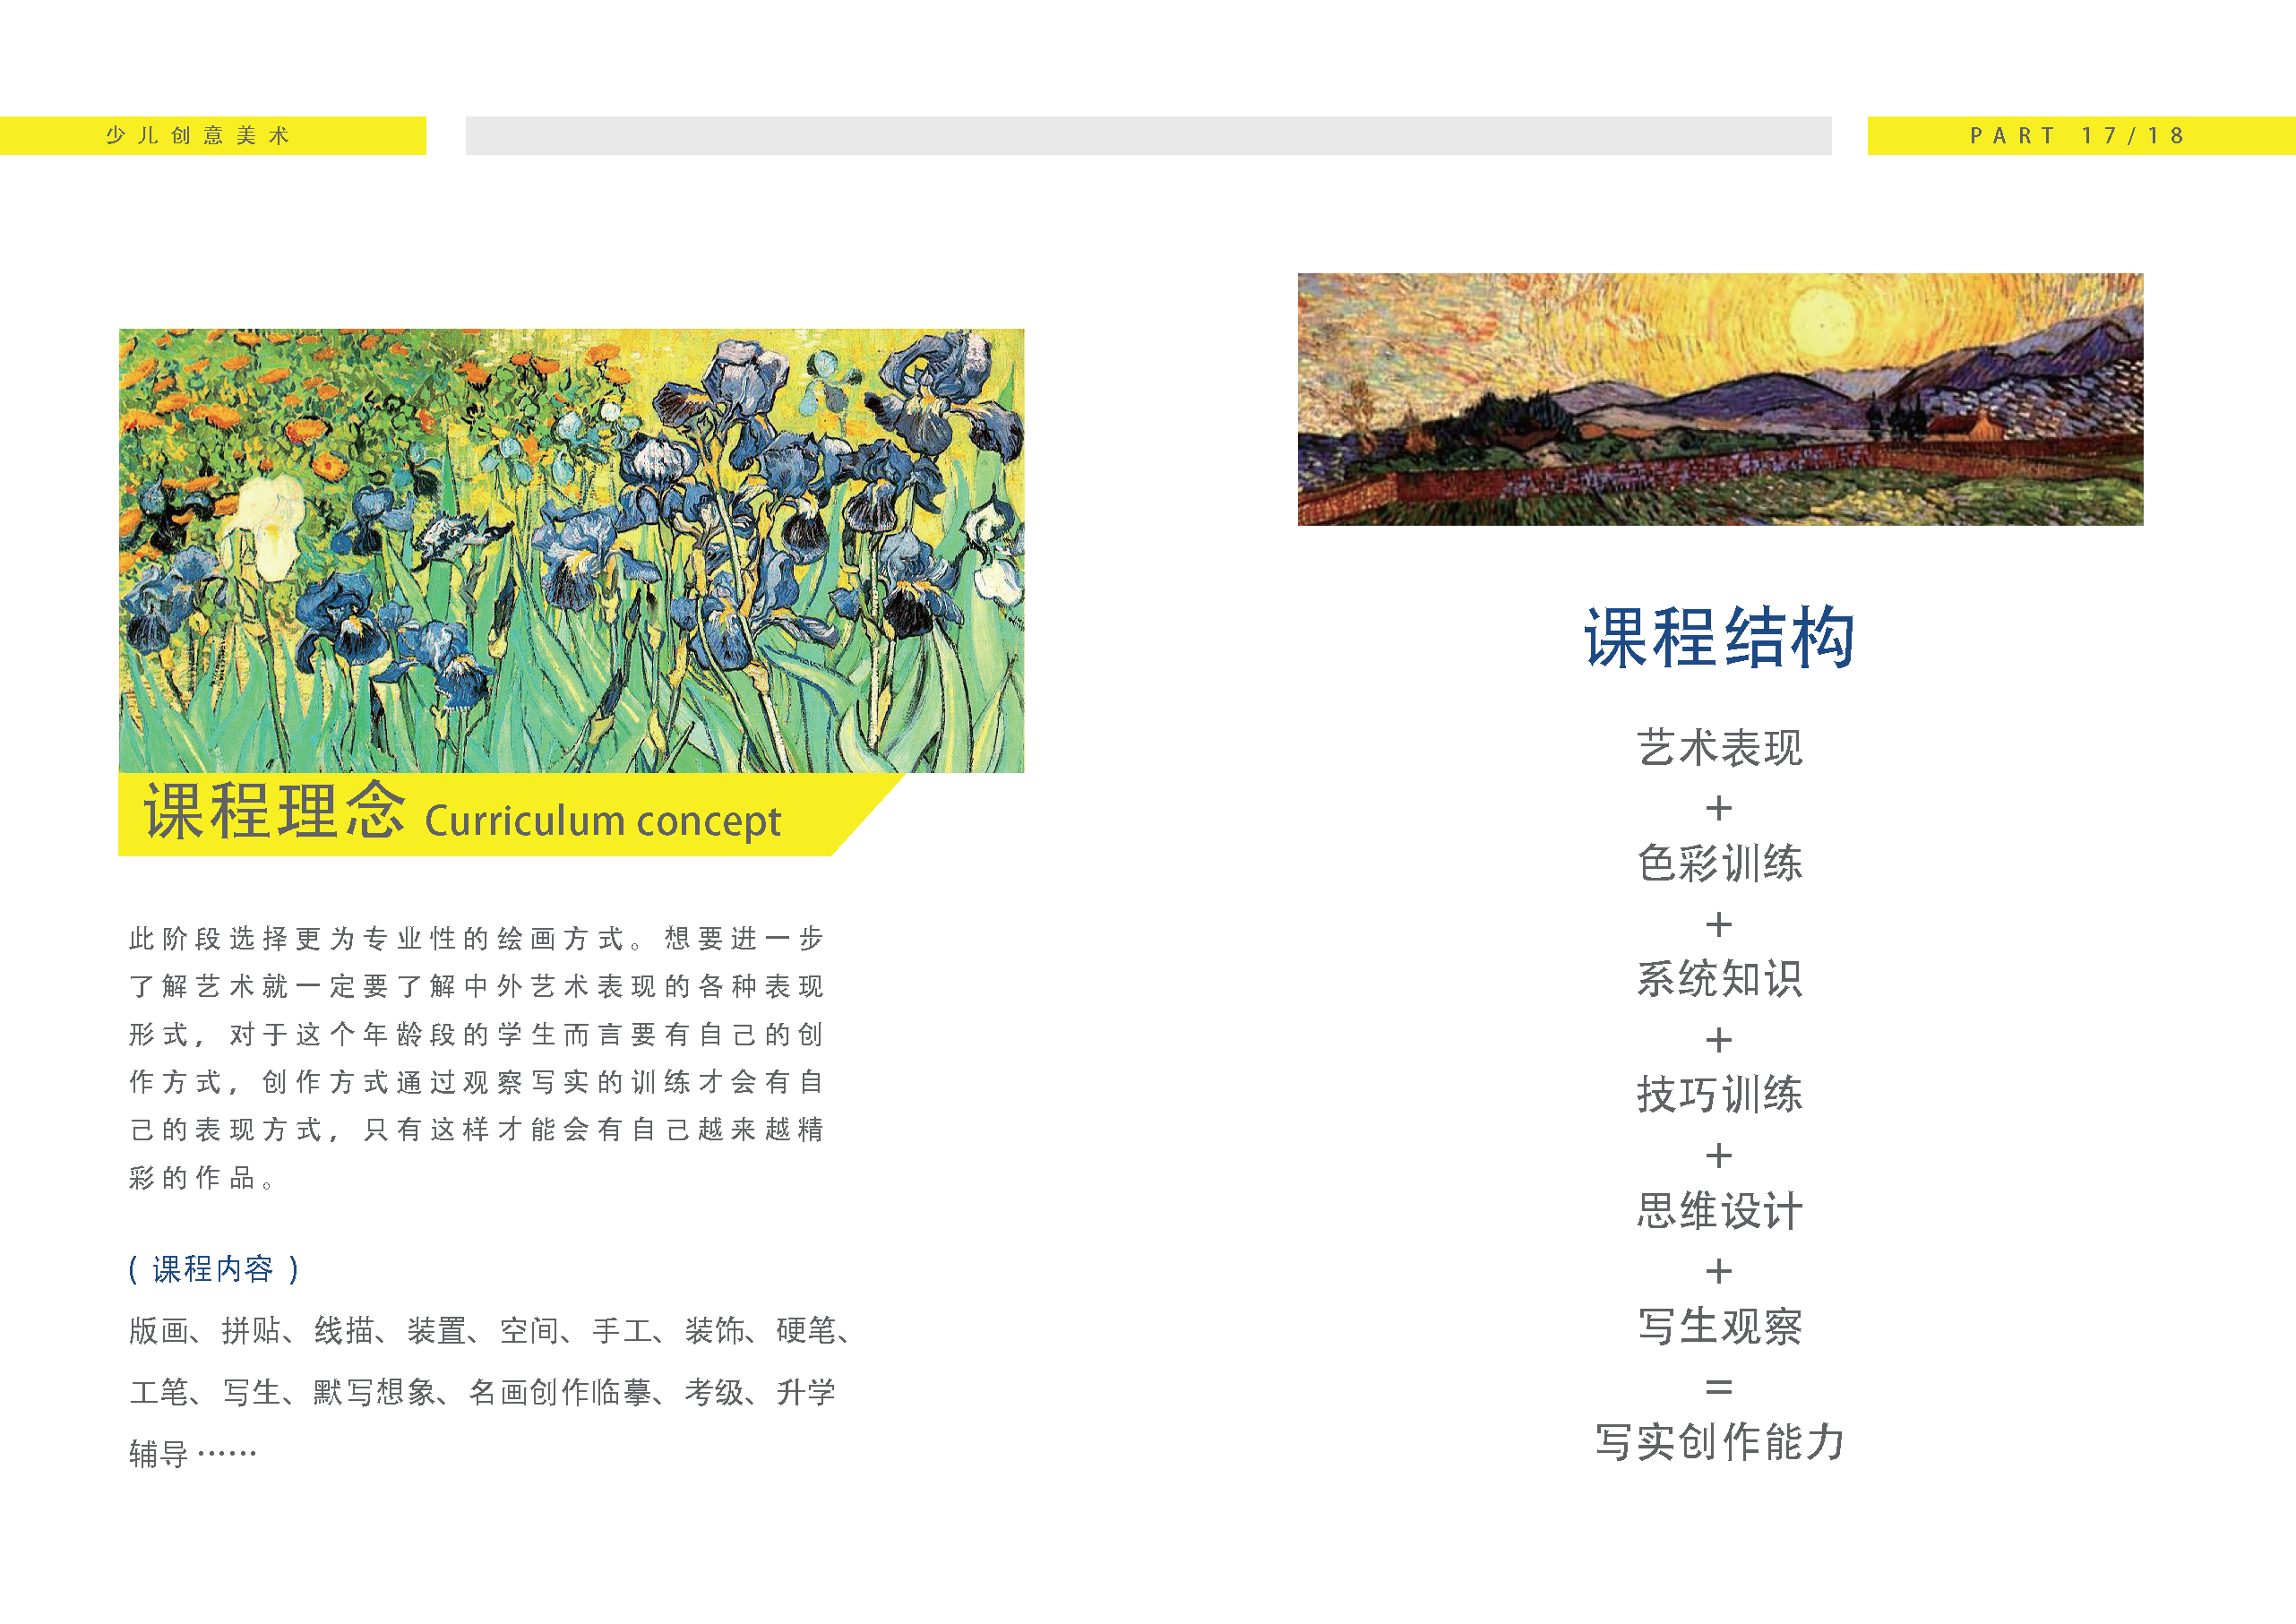 少儿创意美术
PART 17/18
课程理念 Curriculum concept
此阶段选择更为专业性的绘画方式。想要进一步
了解艺术就一定要了解中外艺术表现的各种表现
形式，对于这个年龄段的学生而言要有自己的创
作方式，创作方式通过观察写实的训练才会有自
己的表现方式，只有这样才能会有自己越来越精
彩的作品。
( 课程内容 )
版画、拼贴、线描、装置、空间、手工、装饰、硬笔、
工笔、写生、默写想象、名画创作临摹、考级、升学
辅导 ……
课程结构
艺术表现
+
色彩训练
+
系统知识
+
技巧训练
+
思维设计
+
写生观察
=
写实创作能力